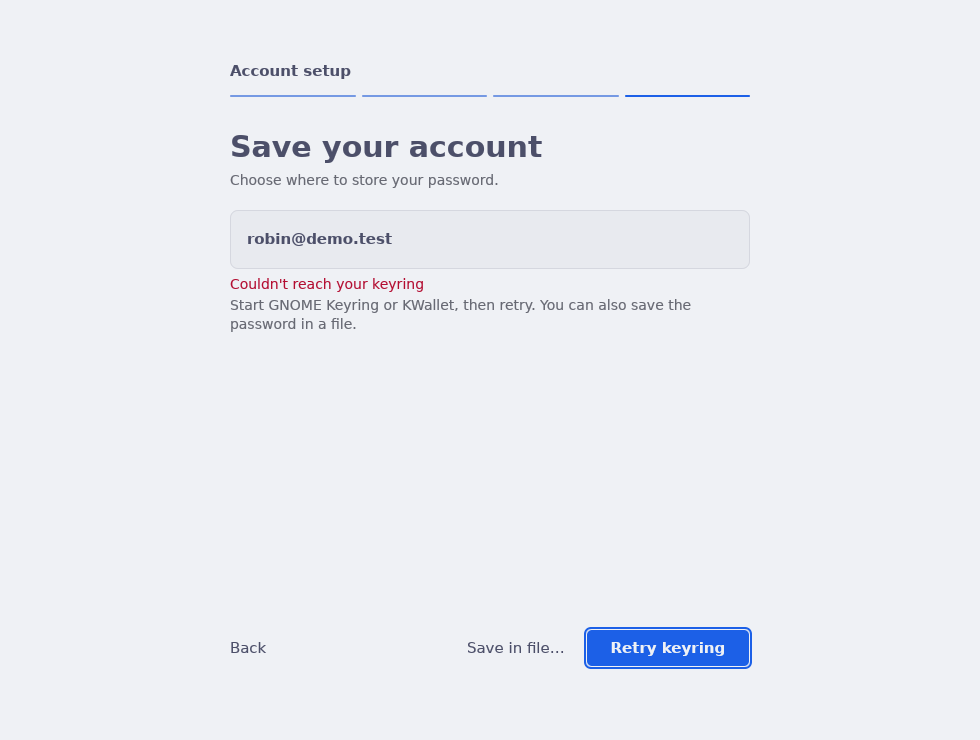 Account setup
Save your account
Choose where to store your password.
robin@demo.test
Couldn't reach your keyring
Start GNOME Keyring or KWallet, then retry. You can also save the
password in a file.
Back
Save in file…
Retry keyring